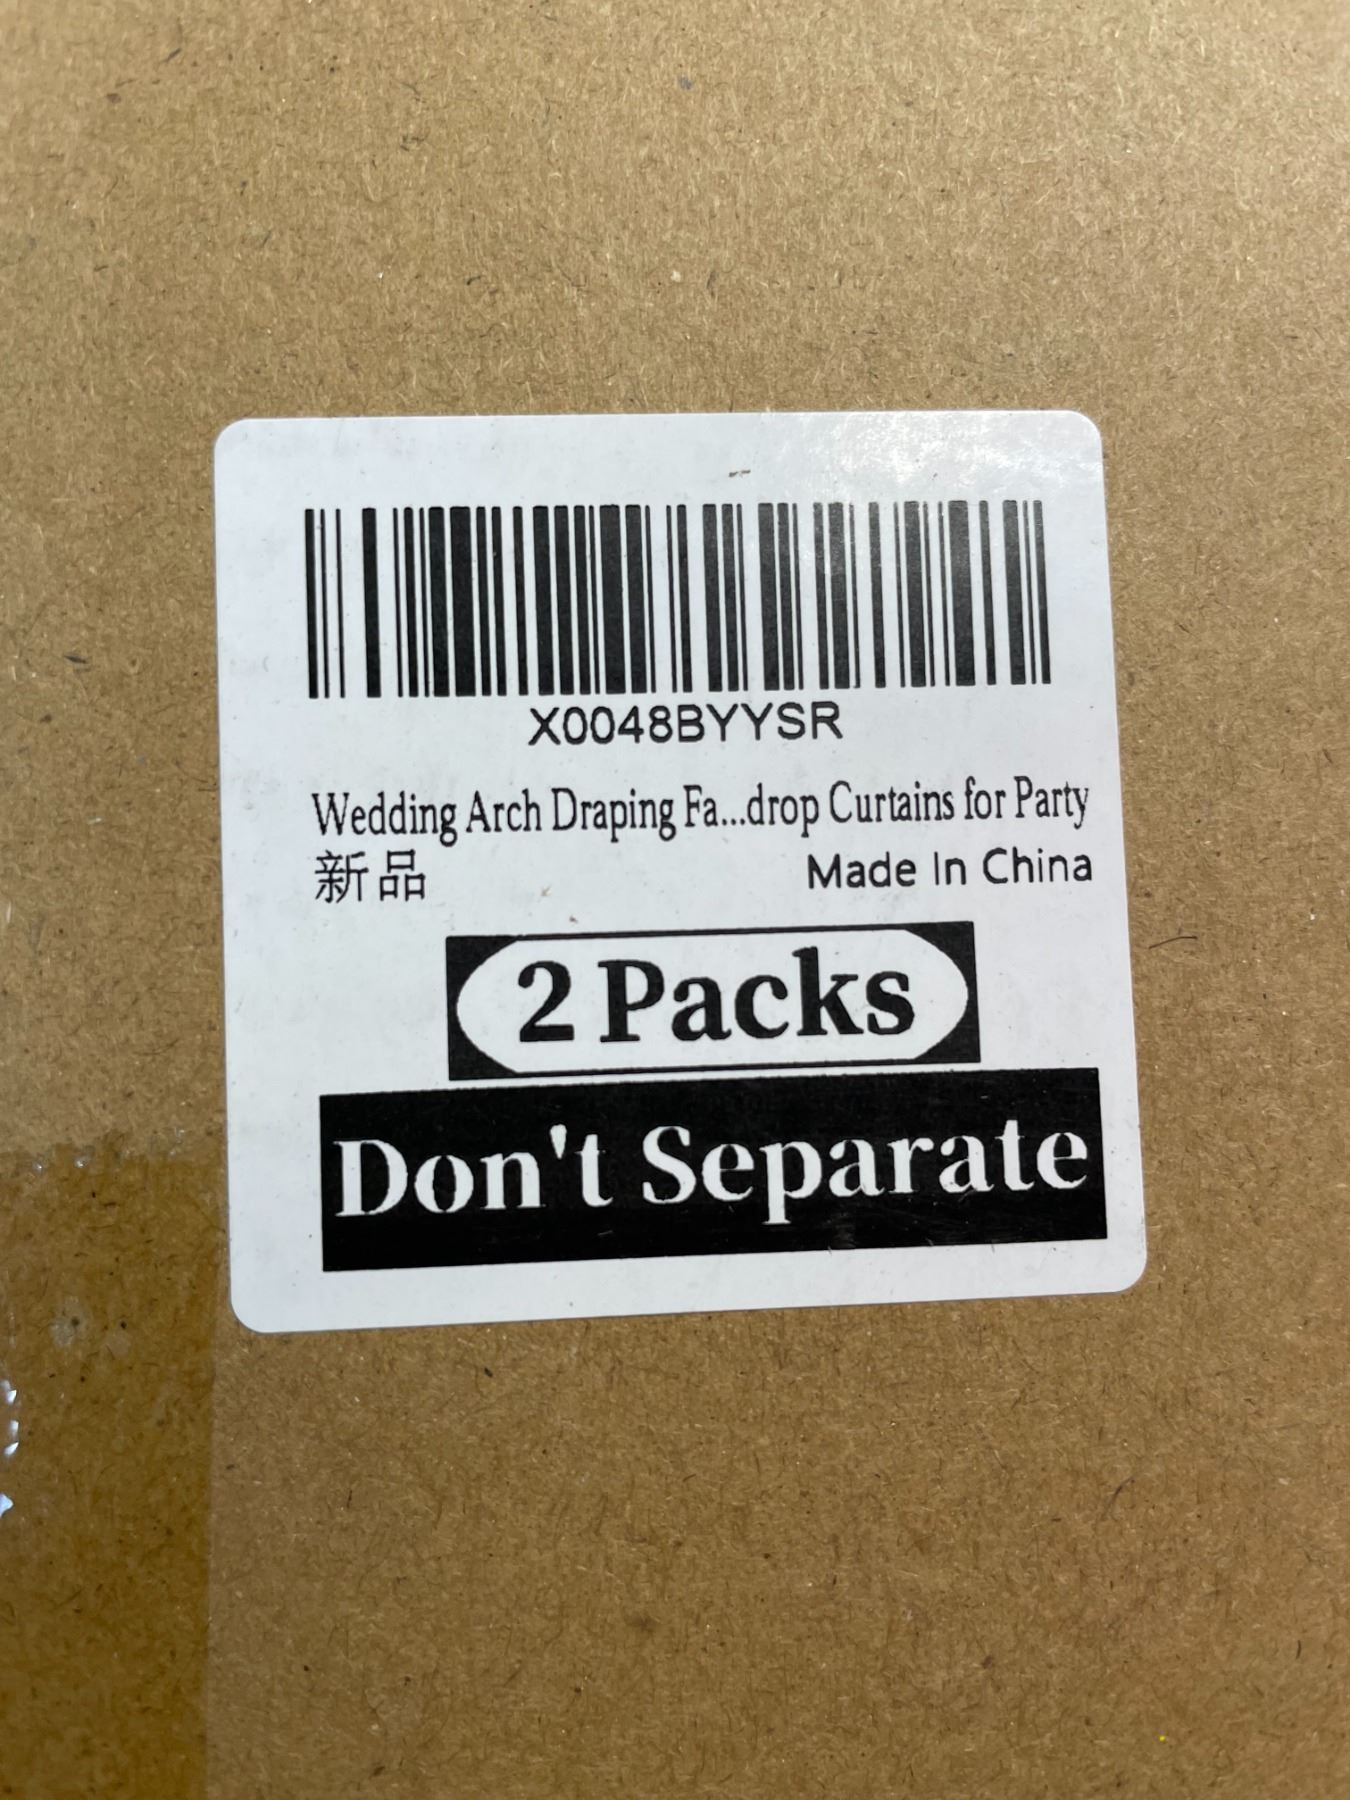 X0048BYYSR
Wedding Arch Draping Fa...drop Curtains for Party
新品 Made In China
2 Packs
Don't Separate